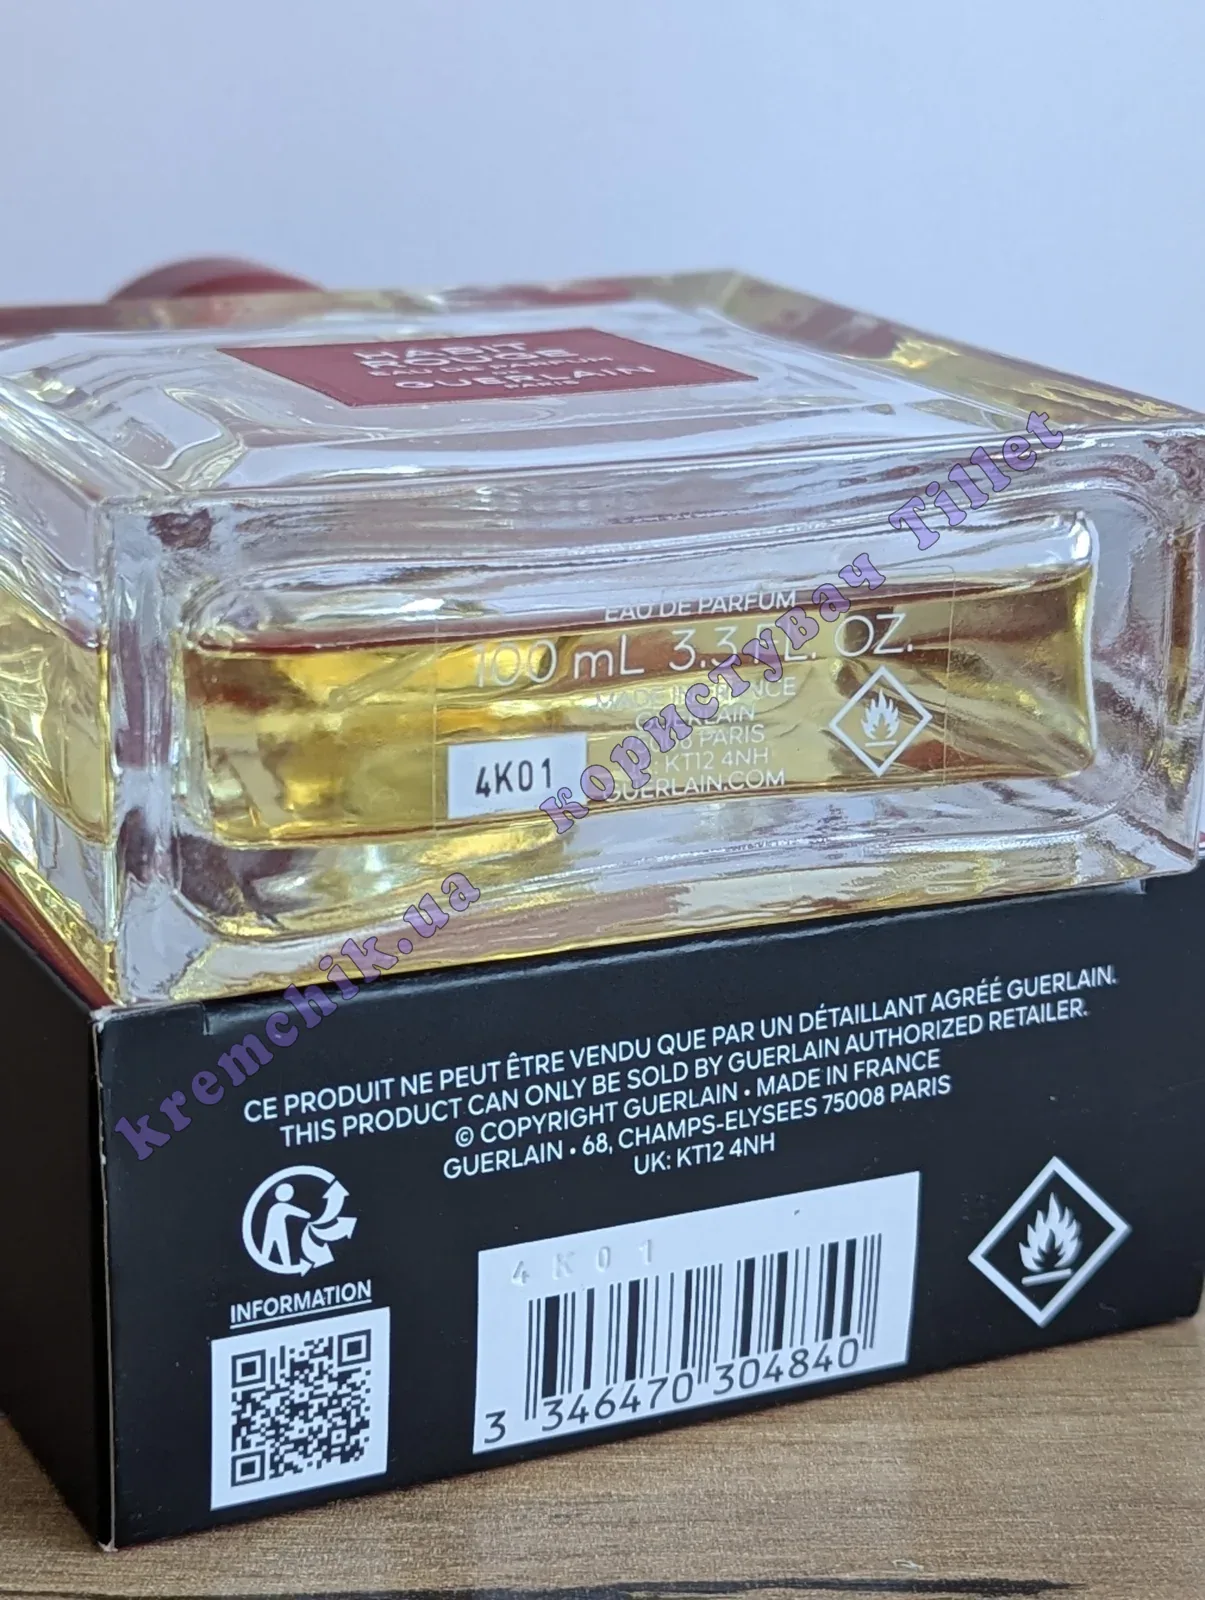 HABIT
ROUGE
EAU DE PARFUM
GUERLAIN
PARIS
EAU DE PARFUM
100 mL 3.3 FL. OZ.
MADE IN FRANCE
GUERLAIN
PARIS
KT12 4NH
GUERLAIN.COM
4K01
kremchik.ua користувач Tillet
CE PRODUIT NE PEUT ÊTRE VENDU QUE PAR UN DÉTAILLANT AGRÉÉ GUERLAIN.
THIS PRODUCT CAN ONLY BE SOLD BY GUERLAIN AUTHORIZED RETAILER.
© COPYRIGHT GUERLAIN • MADE IN FRANCE
GUERLAIN • 68, CHAMPS-ELYSEES 75008 PARIS
UK: KT12 4NH
INFORMATION
4K01
3 346470 304840